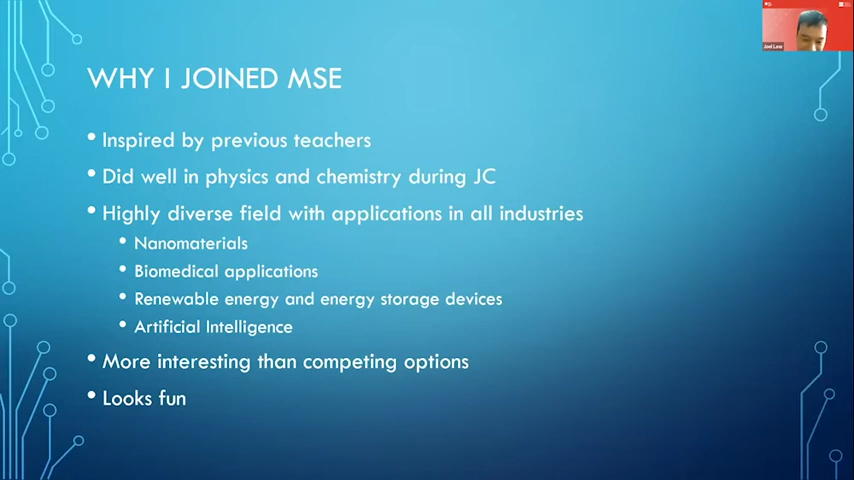 WHY I JOINED MSE
• Inspired by previous teachers
• Did well in physics and chemistry during JC
• Highly diverse field with applications in all industries
• Nanomaterials
• Biomedical applications
• Renewable energy and energy storage devices
• Artificial Intelligence
• More interesting than competing options
• Looks fun